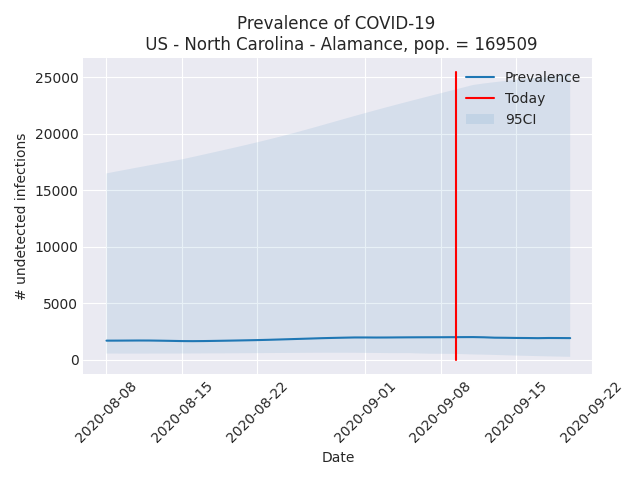 Prevalence of COVID-19
US - North Carolina - Alamance, pop. = 169509
25000
20000
15000
10000
5000
0
# undetected infections
Prevalence
Today
95CI
2020-08-08
2020-08-15
2020-08-22
2020-09-01
2020-09-08
2020-09-15
2020-09-22
Date